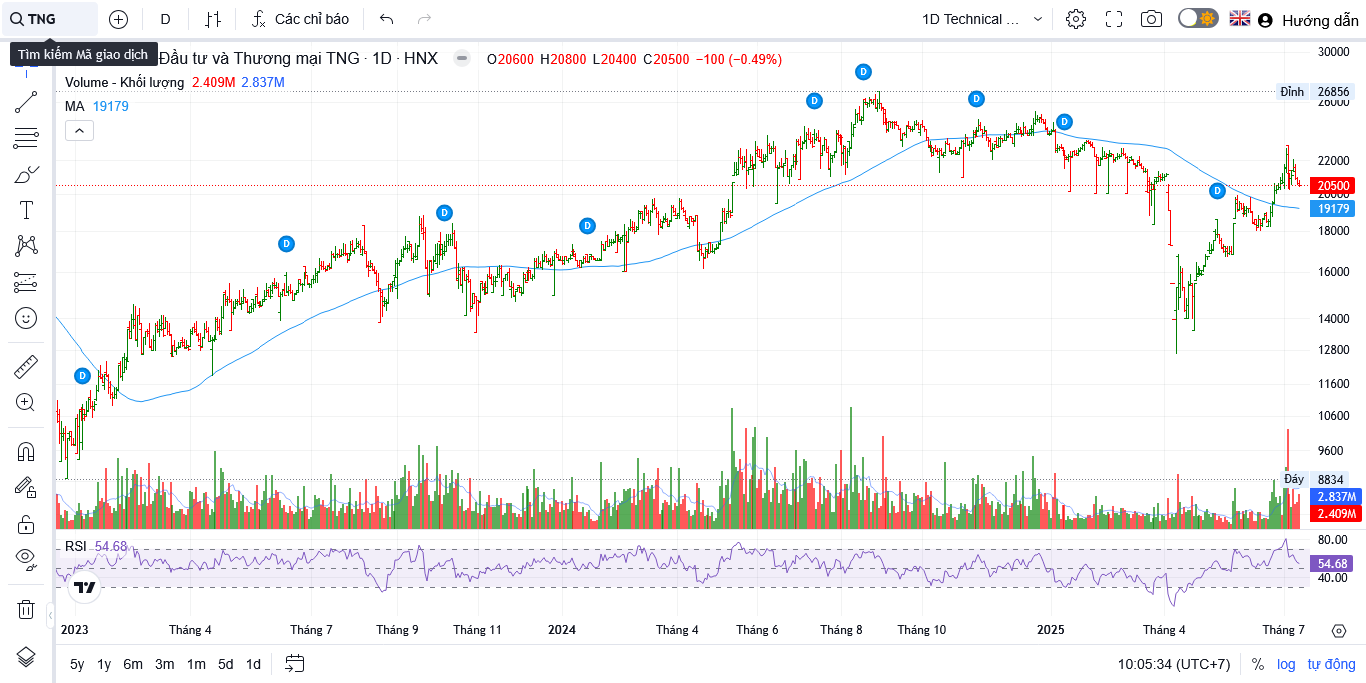 TNG
D
Các chỉ báo
1D Technical ...
Hướng dẫn
Tìm kiếm Mã giao dịch
Đầu tư và Thương mại TNG · 1D · HNX
O20600 H20800 L20400 C20500 −100 (−0.49%)
Volume - Khối lượng 2.409M 2.837M
MA 19179
30000
Đỉnh 26856
26000
22000
20500
20000
19179
18000
16000
14000
12800
11600
10600
9600
Đáy 8834
2.837M
2.409M
D
D
D
D
D
D
D
D
D
RSI 54.68
80.00
54.68
40.00
2023 Tháng 4 Tháng 7 Tháng 9 Tháng 11 2024 Tháng 4 Tháng 6 Tháng 8 Tháng 10 2025 Tháng 4 Tháng 7
5y 1y 6m 3m 1m 5d 1d
10:05:34 (UTC+7) % log tự động